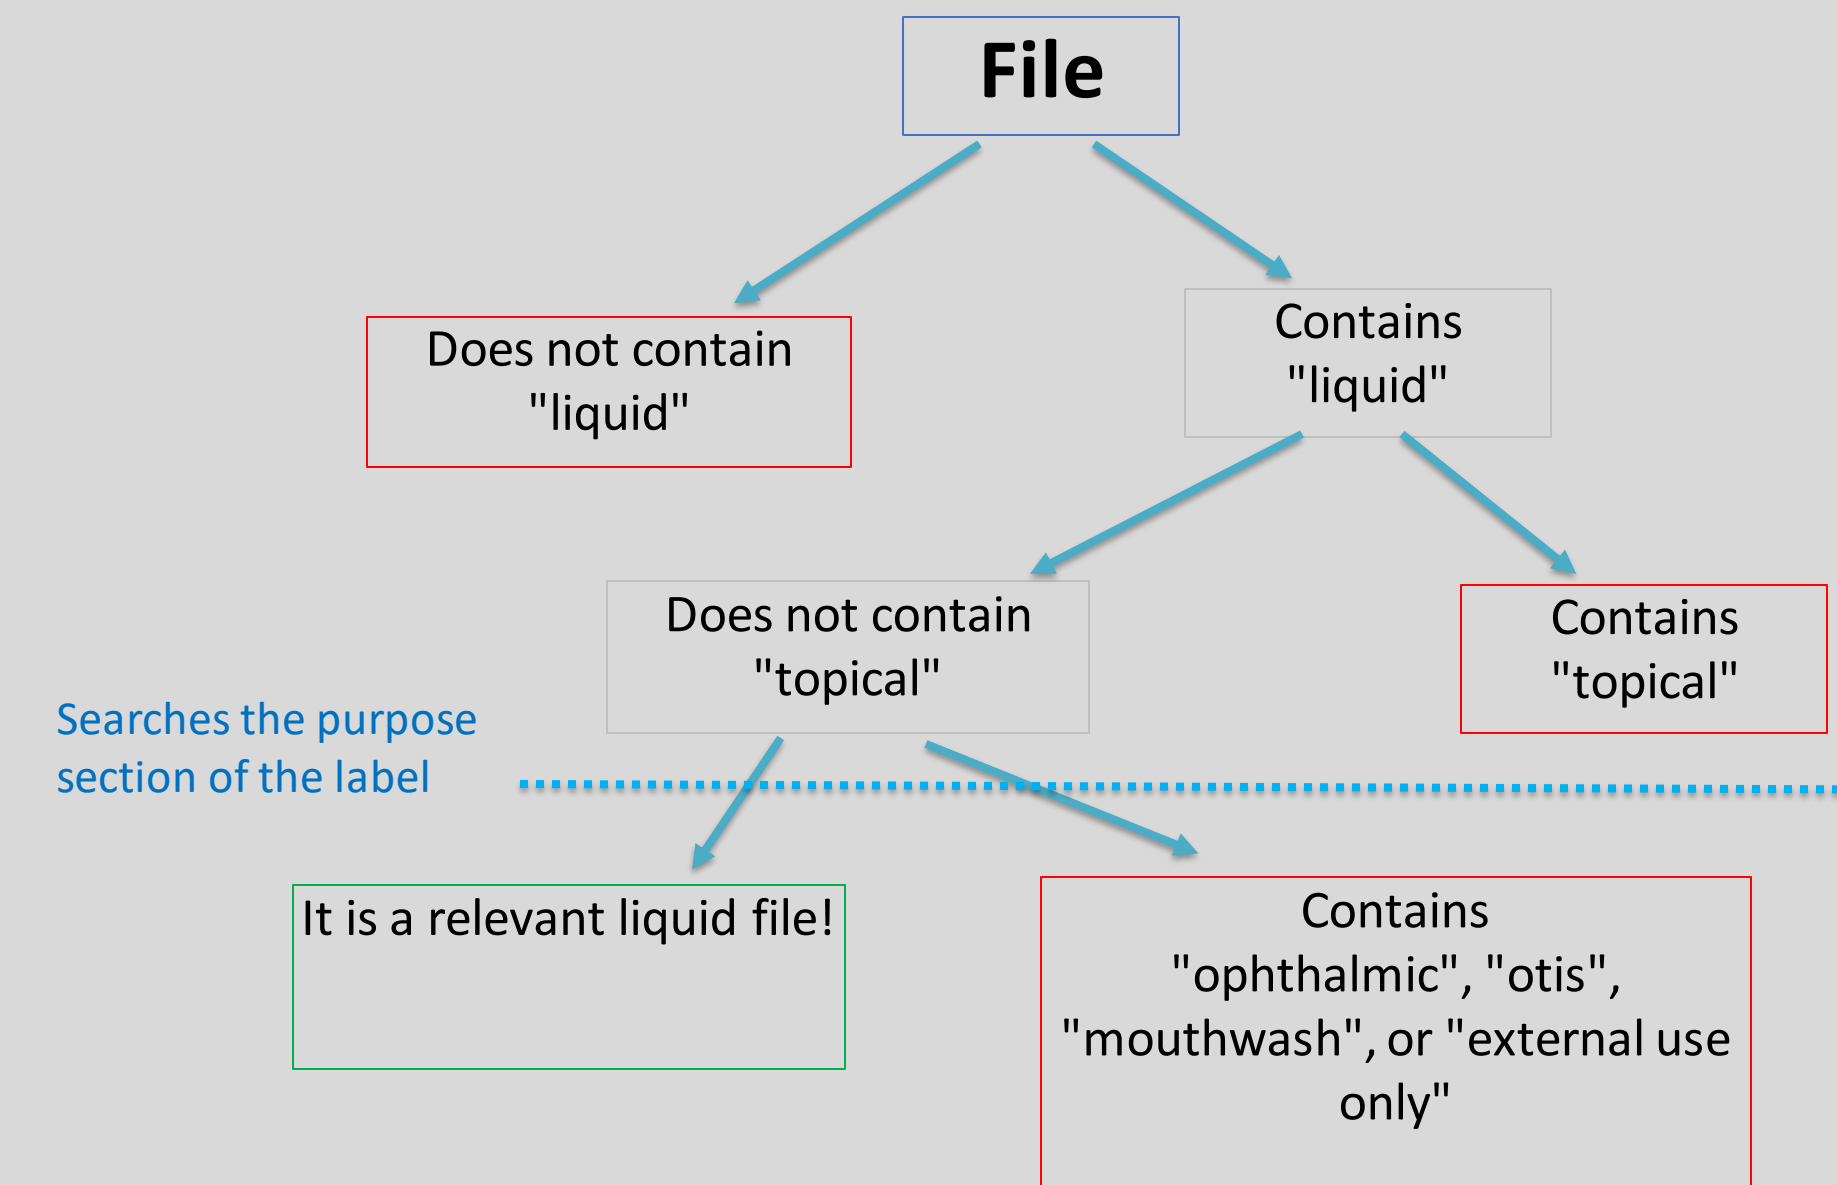 File
Does not contain
"liquid"
Contains
"liquid"
Does not contain
"topical"
Contains
"topical"
Searches the purpose
section of the label
It is a relevant liquid file!
Contains
"ophthalmic", "otis",
"mouthwash", or "external use
only"